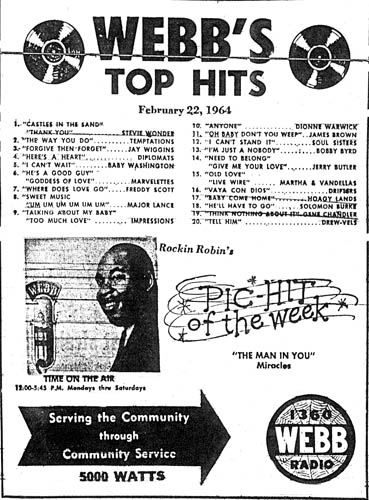 WEBB'S
TOP HITS
February 22, 1964
1. "CASTLES IN THE SAND"
"THANK YOU" STEVIE WONDER
2. "THE WAY YOU DO" TEMPTATIONS
3. "FORGIVE THEN FORGET" JAY WIGGINS
4. "HERE'S A HEART" DIPLOMATS
5. "I CAN'T WAIT" BABY WASHINGTON
6. "HE'S A GOOD GUY"
"GODDESS OF LOVE" MARVELETTES
7. "WHERE DOES LOVE GO" FREDDY SCOTT
8. "SWEET MUSIC
"UM UM UM UM UM UM" MAJOR LANCE
9. "TALKING ABOUT MY BABY"
"TOO MUCH LOVE" IMPRESSIONS
10. "ANYONE" DIONNE WARWICK
11. "OH BABY DON'T YOU WEEP" JAMES BROWN
12. "I CAN'T STAND IT" SOUL SISTERS
13. "I'M JUST A NOBODY" BOBBY BYRD
14. "NEED TO BELONG"
"GIVE ME YOUR LOVE" JERRY BUTLER
15. "OLD LOVE"
"LIVE WIRE" MARTHA & VANDELLAS
16. "VAYA CON DIOS" DRIFTERS
17. "BABY COME HOME" HOAGY LANDS
18. "HE'LL HAVE TO GO" SOLOMON BURKE
19. "THINK NOTHING ABOUT IT" GENE CHANDLER
20. "TELL HIM" DREW-VELS
Rockin Robin's
PIC-HIT
of the week
"THE MAN IN YOU"
Miracles
WEBB
TIME ON THE AIR
12:00-5:45 P.M. Mondays thru Saturdays
Serving the Community
through
Community Service
5000 WATTS
1360
WEBB
RADIO